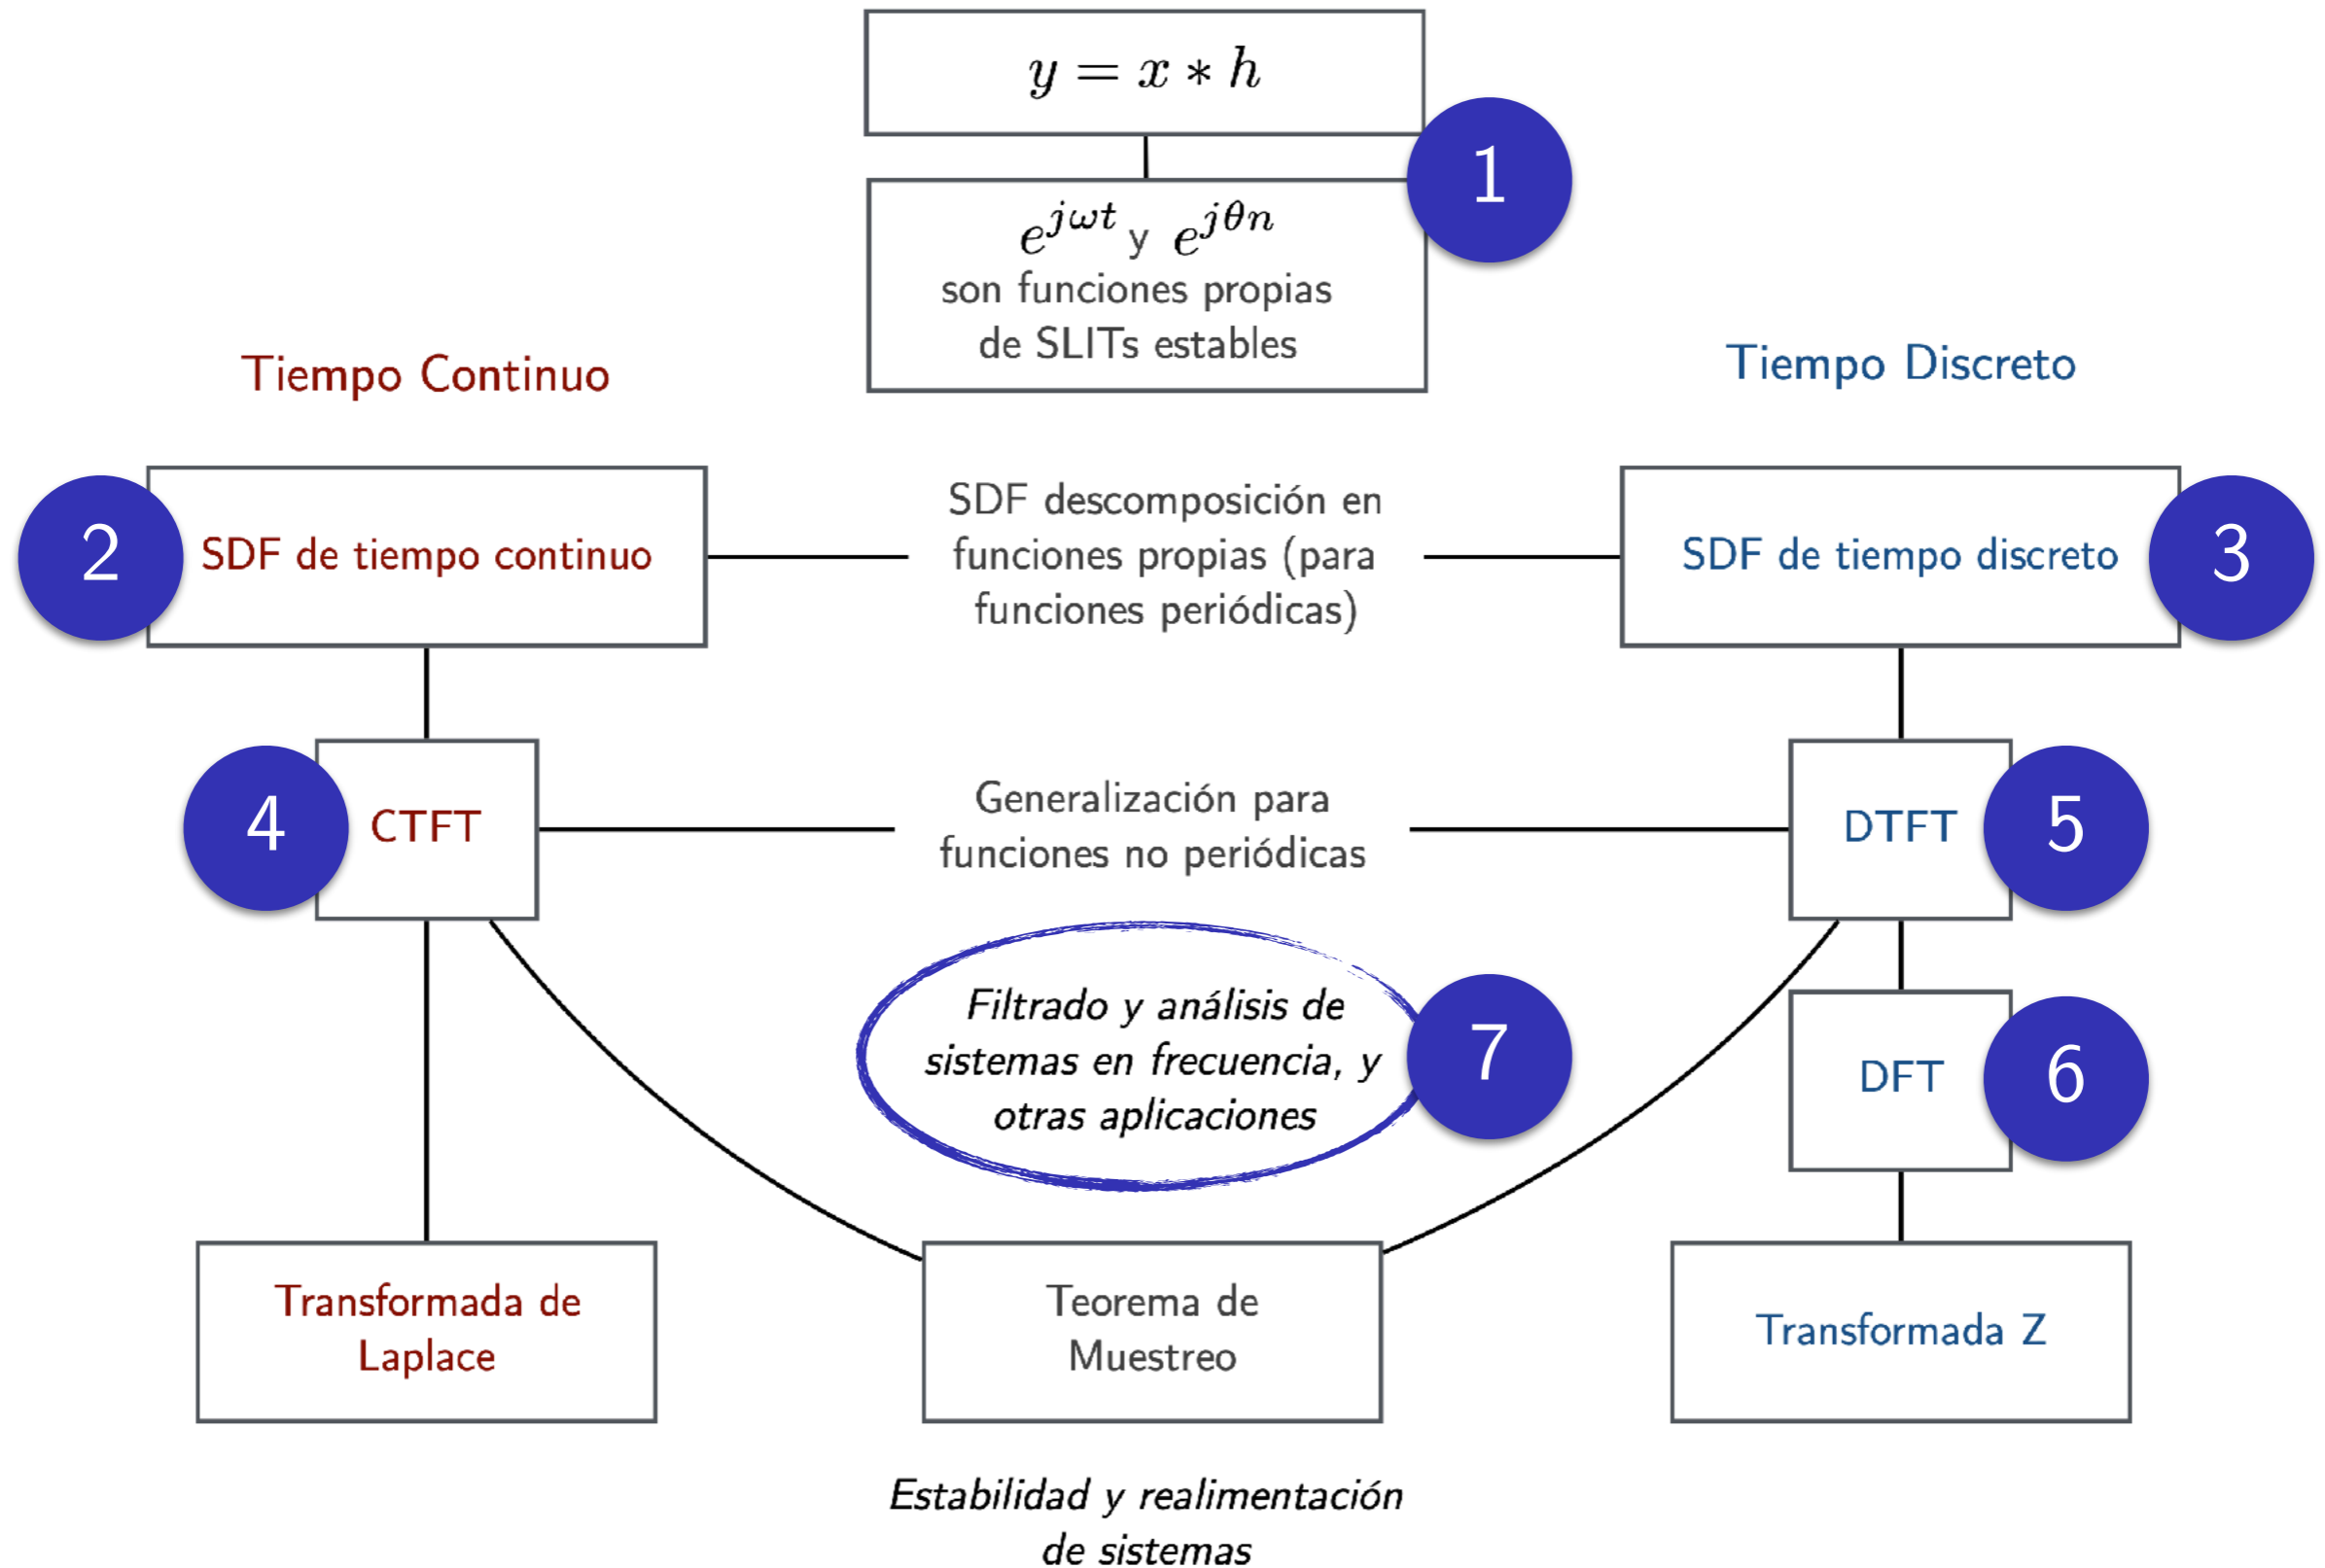 y = x * h
1
e^{jωt} y e^{jθn}
son funciones propias
de SLITs estables
Tiempo Continuo
Tiempo Discreto
2
SDF de tiempo continuo
SDF descomposición en
funciones propias (para
funciones periódicas)
SDF de tiempo discreto
3
4
CTFT
Generalización para
funciones no periódicas
DTFT
5
Filtrado y análisis de
sistemas en frecuencia, y
otras aplicaciones
7
DFT
6
Transformada de
Laplace
Teorema de
Muestreo
Transformada Z
Estabilidad y realimentación
de sistemas